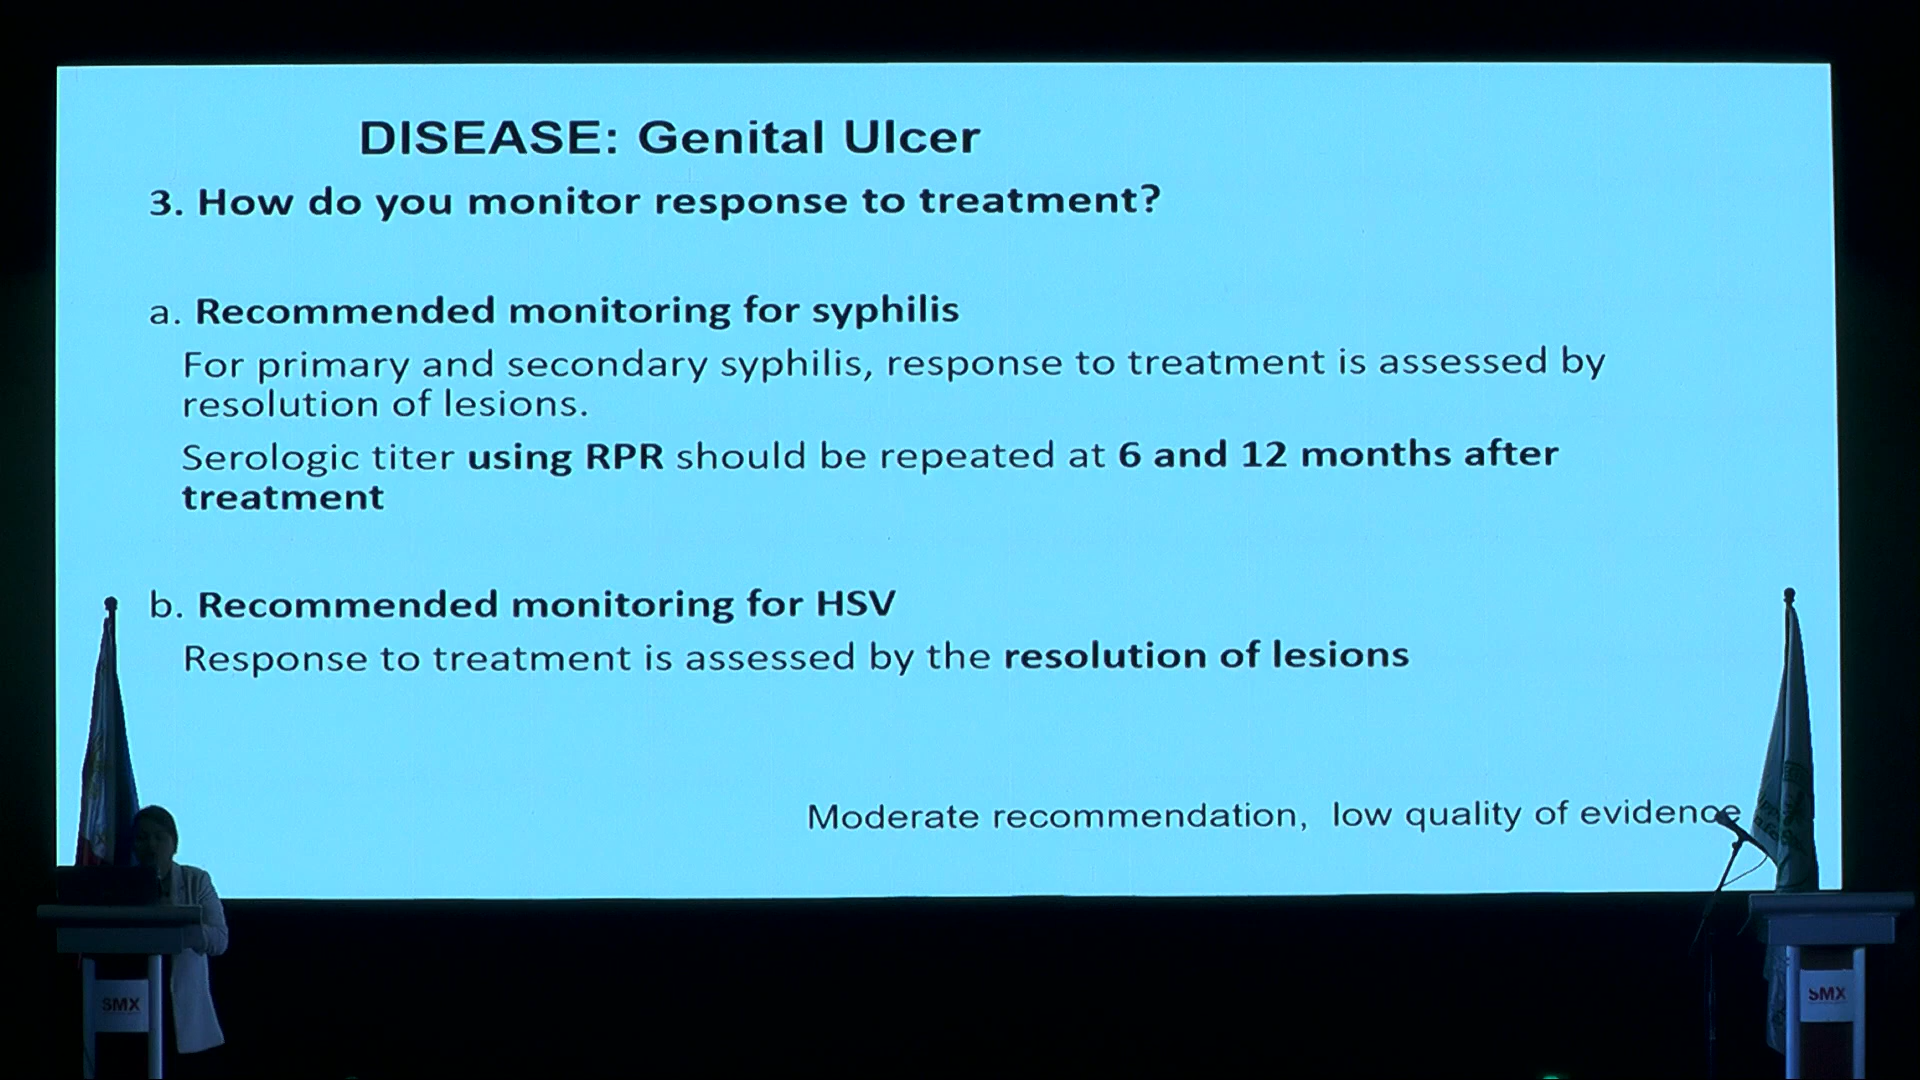 DISEASE: Genital Ulcer
3. How do you monitor response to treatment?
a. Recommended monitoring for syphilis
For primary and secondary syphilis, response to treatment is assessed by
resolution of lesions.
Serologic titer using RPR should be repeated at 6 and 12 months after
treatment
b. Recommended monitoring for HSV
Response to treatment is assessed by the resolution of lesions
Moderate recommendation, low quality of evidence
SMX
SMX